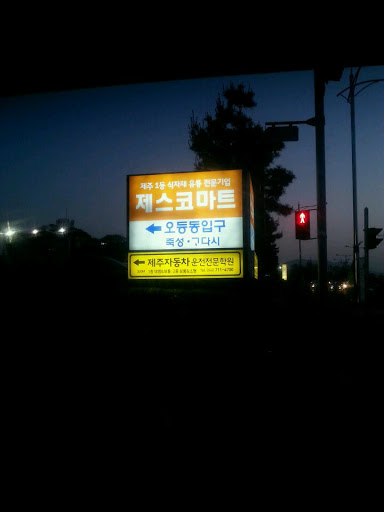 제주 1등 식자재 유통 전문기업
제스코마트
오등동입구
죽성·고다시
제주자동차 운전전문학원